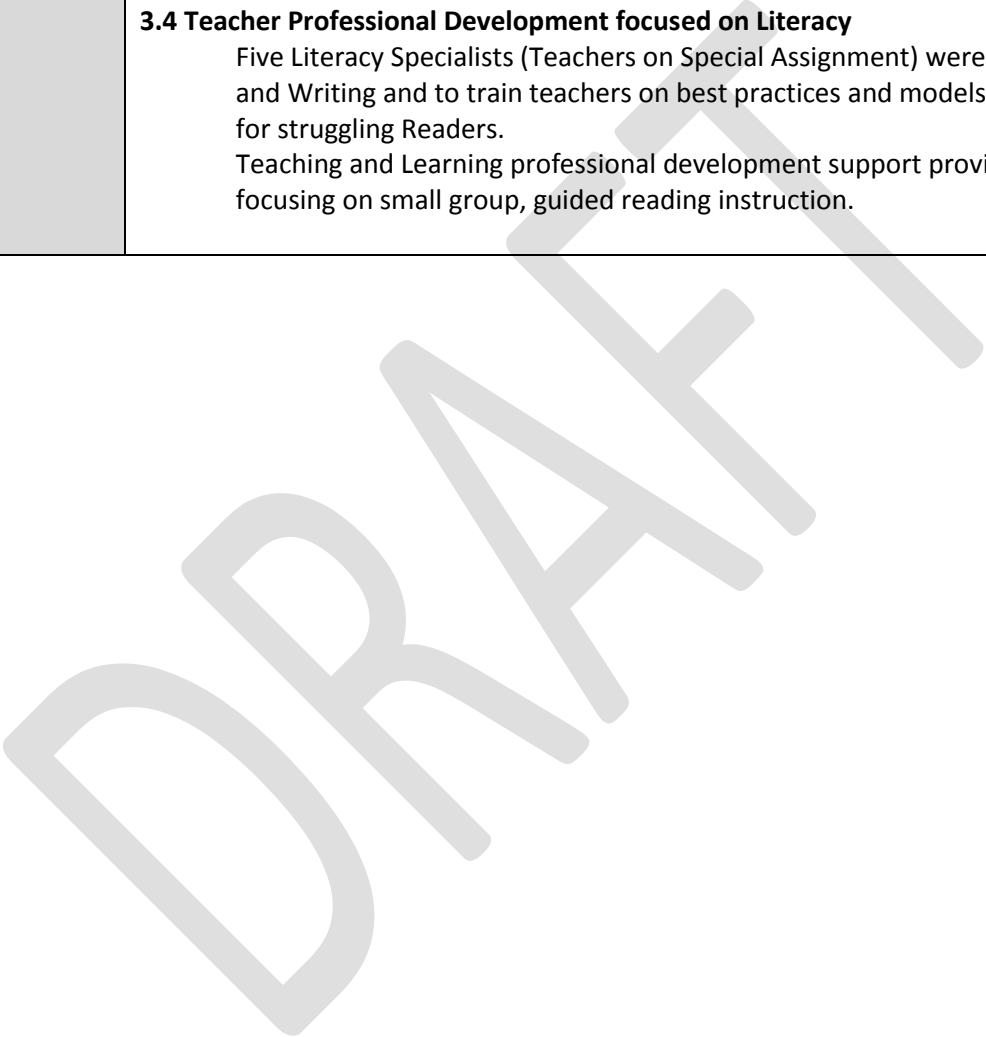 3.4 Teacher Professional Development focused on Literacy
Five Literacy Specialists (Teachers on Special Assignment) were
and Writing and to train teachers on best practices and models
for struggling Readers.
Teaching and Learning professional development support provi
focusing on small group, guided reading instruction.
DRAFT